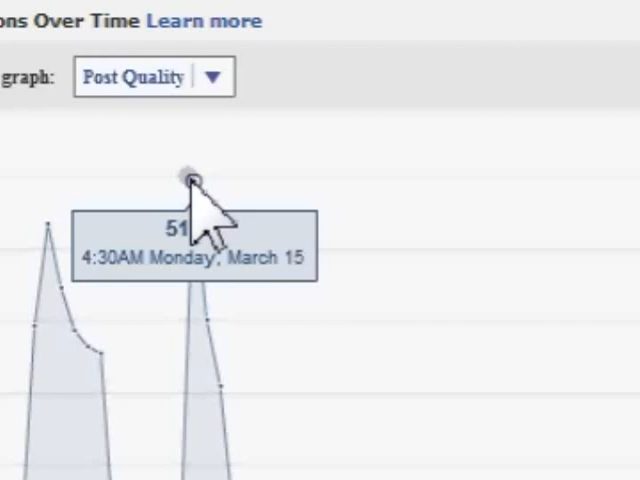 ons Over Time Learn more
graph: Post Quality
51
4:30AM Monday, March 15